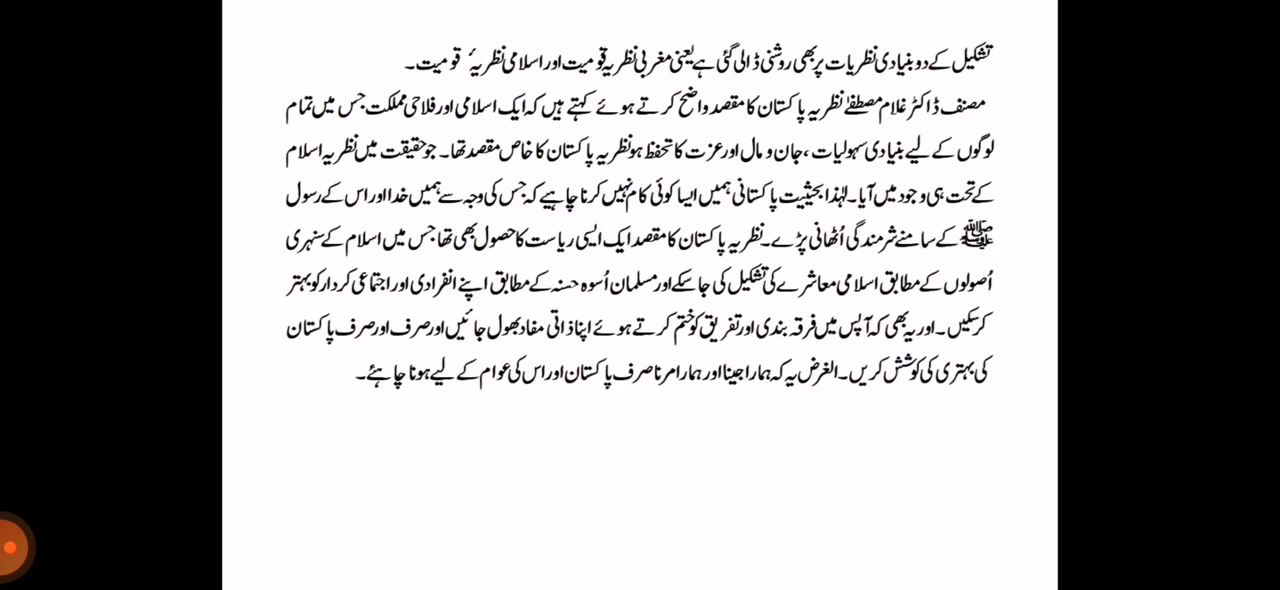 تشکیل کے دو بنیادی نظریات پر بھی روشنی ڈالی گئی ہے یعنی مغربی نظریہ قومیت اور اسلامی نظریہٴ قومیت۔
مصنف ڈاکٹر غلام مصطفےٰ نظریہ پاکستان کا مقصد واضح کرتے ہوئے کہتے ہیں کہ ایک اسلامی اور فلاحی مملکت جس میں تمام
لوگوں کے لیے بنیادی سہولیات، جان و مال اور عزت کا تحفظ ہو نظریہ پاکستان کا خاص مقصد تھا۔ جو حقیقت میں نظریہ اسلام
کے تحت ہی وجود میں آیا۔ لہٰذا بحیثیت پاکستانی ہمیں ایسا کوئی کام نہیں کرنا چاہیے کہ جس کی وجہ سے ہمیں خدا اور اس کے رسول
ﷺ کے سامنے شرمندگی اُٹھانی پڑے۔ نظریہ پاکستان کا مقصد ایک ایسی ریاست کا حصول بھی تھا جس میں اسلام کے سنہری
اُصولوں کے مطابق اسلامی معاشرے کی تشکیل کی جا سکے اور مسلمان اُسوہ حسنہ کے مطابق اپنے انفرادی اور اجتماعی کردار کو بہتر
کر سکیں۔ اور یہ بھی کہ آپس میں فرقہ بندی اور تفریق کو ختم کرتے ہوئے اپنا ذاتی مفاد بھول جائیں اور صرف اور صرف پاکستان
کی بہتری کی کوشش کریں۔ الغرض یہ کہ ہمارا جینا اور ہمارا مرنا صرف پاکستان اور اس کی عوام کے لیے ہونا چاہئے۔